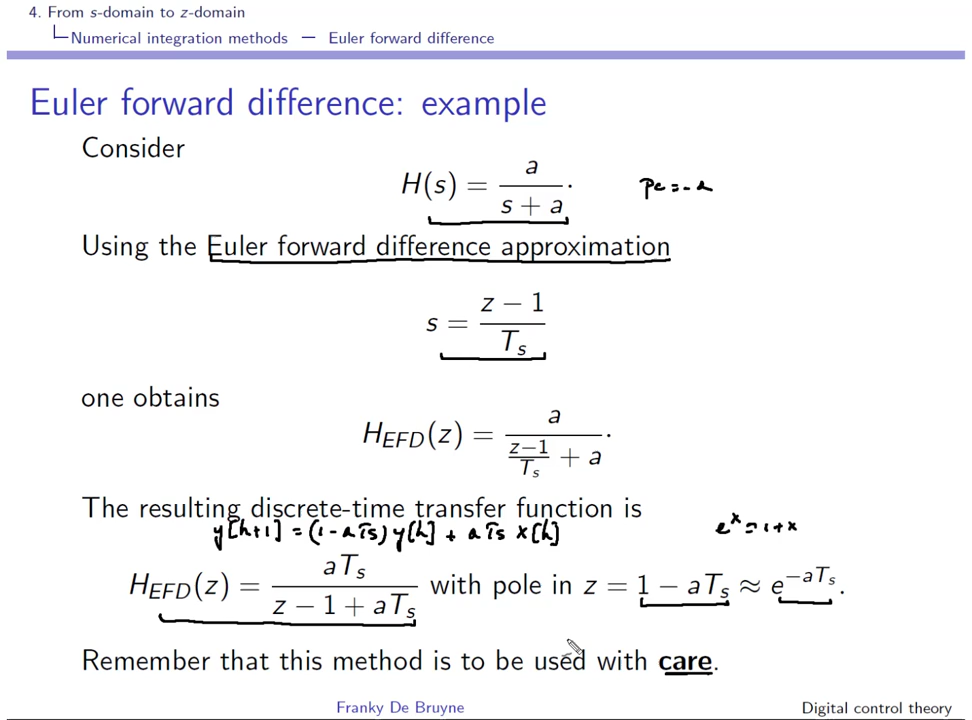 4. From s-domain to z-domain
Numerical integration methods — Euler forward difference
Euler forward difference: example
Consider
H(s) = a / (s + a) .
pc = -a
Using the Euler forward difference approximation
s = (z − 1) / Ts
one obtains
HEFD(z) = a / ((z−1)/Ts + a) .
The resulting discrete-time transfer function is
y[k+1] = (1-aTs) y[k] + aTs x[k]
e^x = 1+x
HEFD(z) = aTs / (z − 1 + aTs) with pole in z = 1 − aTs ≈ e^−aTs.
Remember that this method is to be used with care.
Franky De Bruyne
Digital control theory